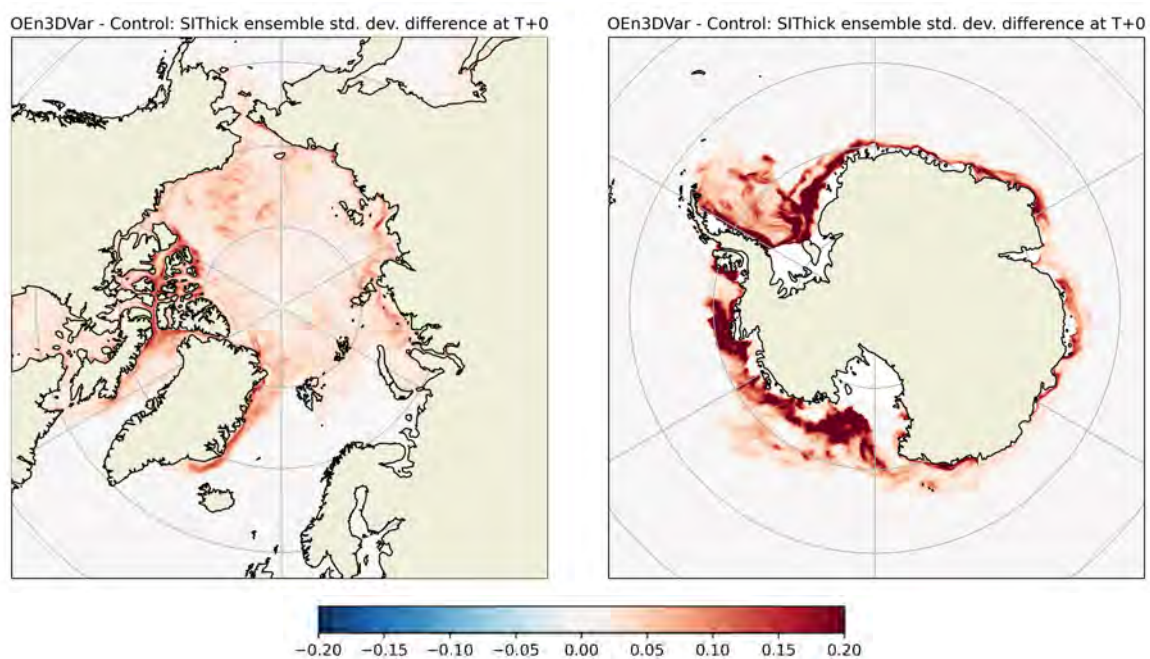 OEn3DVar - Control: SIThick ensemble std. dev. difference at T+0
OEn3DVar - Control: SIThick ensemble std. dev. difference at T+0
−0.20 −0.15 −0.10 −0.05 0.00 0.05 0.10 0.15 0.20